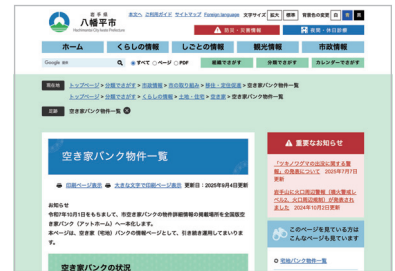 岩手県
八幡平市
Hachimantai City Iwate Prefecture
本文へ ご利用ガイド サイトマップ Foreign language 文字サイズ 拡大 標準 背景色の変更 白 青 黒
防災・災害情報
夜間・休日診療
ホーム くらしの情報 しごとの情報 観光情報 市政情報
Google 提供 すべて ページ PDF 組織でさがす 分類でさがす カレンダーでさがす
現在地 トップページ > 分類でさがす > 市政情報 > 市の取り組み > 移住・定住促進 > 空き家バンク物件一覧
トップページ > 分類でさがす > くらしの情報 > 土地・住宅 > 空き家 > 空き家バンク物件一覧
足跡 空き家バンク物件一覧
空き家バンク物件一覧
印刷ページ表示 大きな文字で印刷ページ表示 更新日：2025年9月4日更新
お知らせ
令和7年10月1日をもちまして、市空き家バンクの物件詳細情報の掲載場所を全国版空
き家バンク（アットホーム）へ一本化します。
本ページは、空き家（宅地）バンクの情報ページとして、引き続き運用してまいりま
す。
空き家バンクの状況
重要なお知らせ
「ツキノワグマの出没に関する警
報」の発表について 2025年7月7日
更新
岩手山に火口周辺警報（噴火警戒レ
ベル2、火口周辺規制）が発表され
ました 2024年10月2日更新
このページを見ている方は
こんなページも見ています
宅地バンク物件一覧